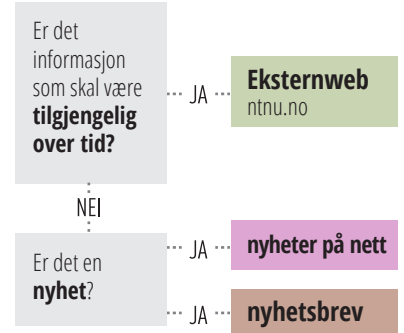 Er det
informasjon
som skal være
tilgjengelig
over tid?
JA
Eksternweb
ntnu.no
NEI
Er det en
nyhet?
JA
nyheter på nett
JA
nyhetsbrev